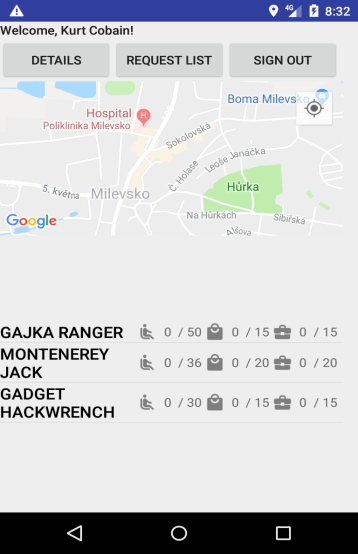 4G 8:32
Welcome, Kurt Cobain!
DETAILS REQUEST LIST SIGN OUT
Boma Milevsko
Hospital
Poliklinika Milevsko
Sokolovská
Leoše Janáčka
Č. Holase
5. května
Milevsko
Hůrka
Na Hůrkách
Sibiřská
Google
Alšova
GAJKA RANGER 0 / 50 0 / 15 0 / 15
MONTENEREY
JACK 0 / 36 0 / 20 0 / 20
GADGET
HACKWRENCH 0 / 30 0 / 15 0 / 15